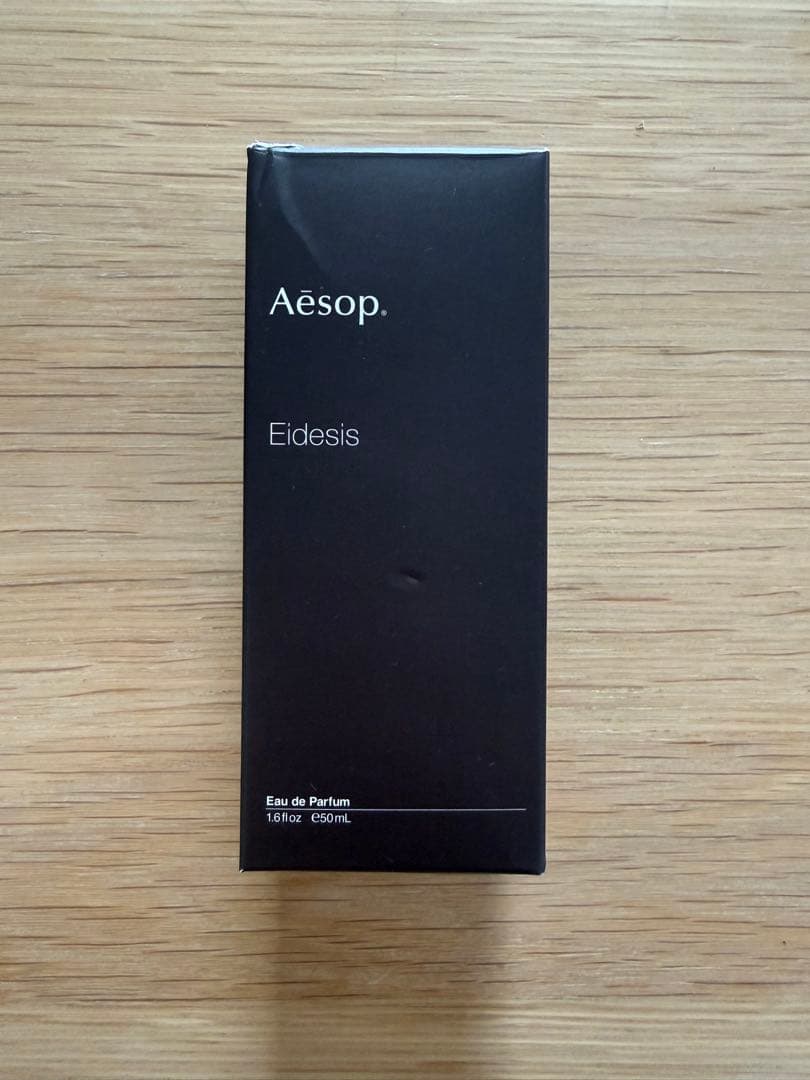 Aēsop®
Eidesis
Eau de Parfum
1.6 fl oz ℮50 mL